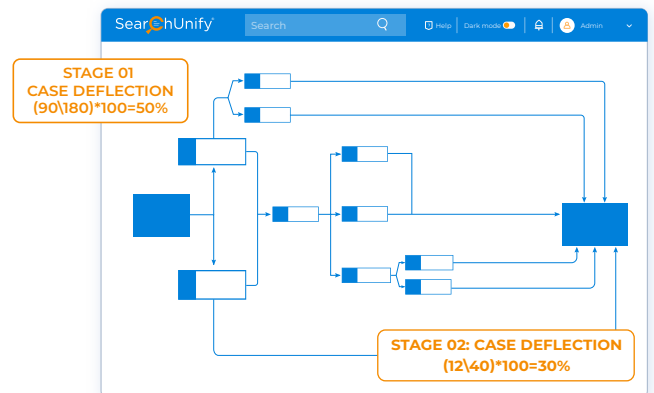 SearchUnify
Search
Help
Dark mode
Admin
STAGE 01
CASE DEFLECTION
(90\180)*100=50%
STAGE 02: CASE DEFLECTION
(12\40)*100=30%